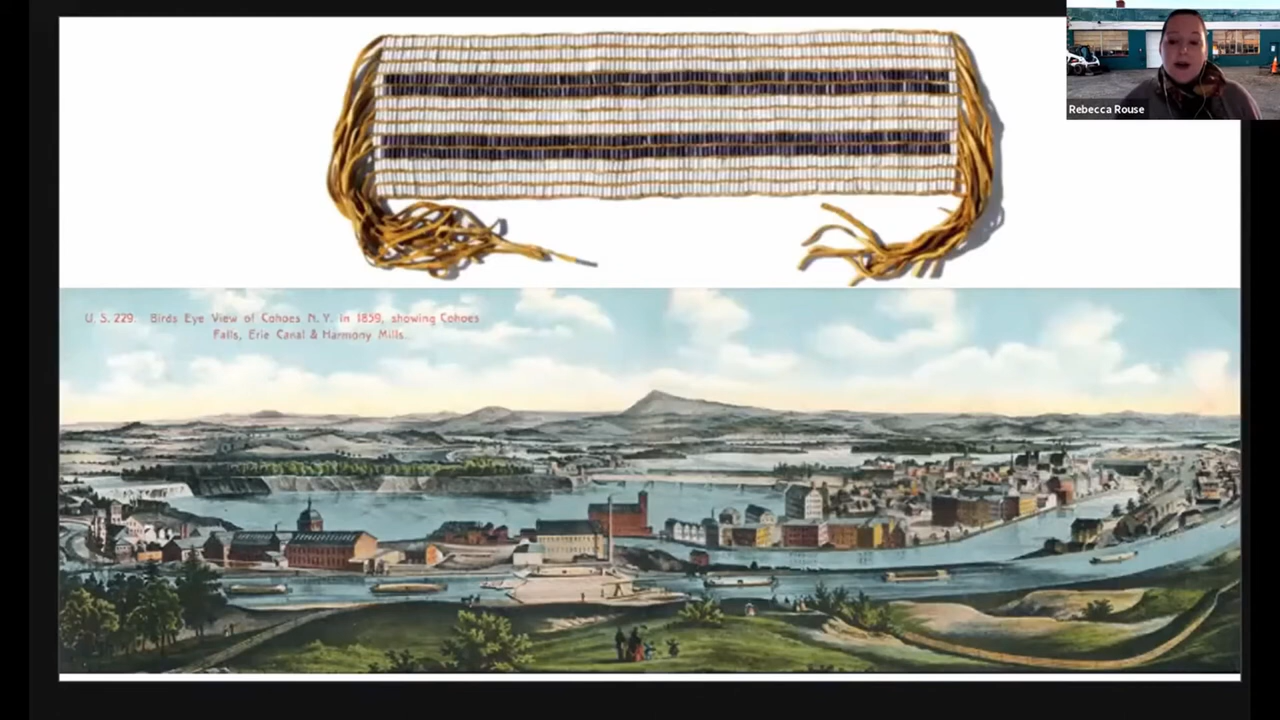 Rebecca Rouse
U. S. 229. Birds Eye View of Cohoes N. Y. in 1859, showing Cohoes
Falls, Erie Canal & Harmony Mills.